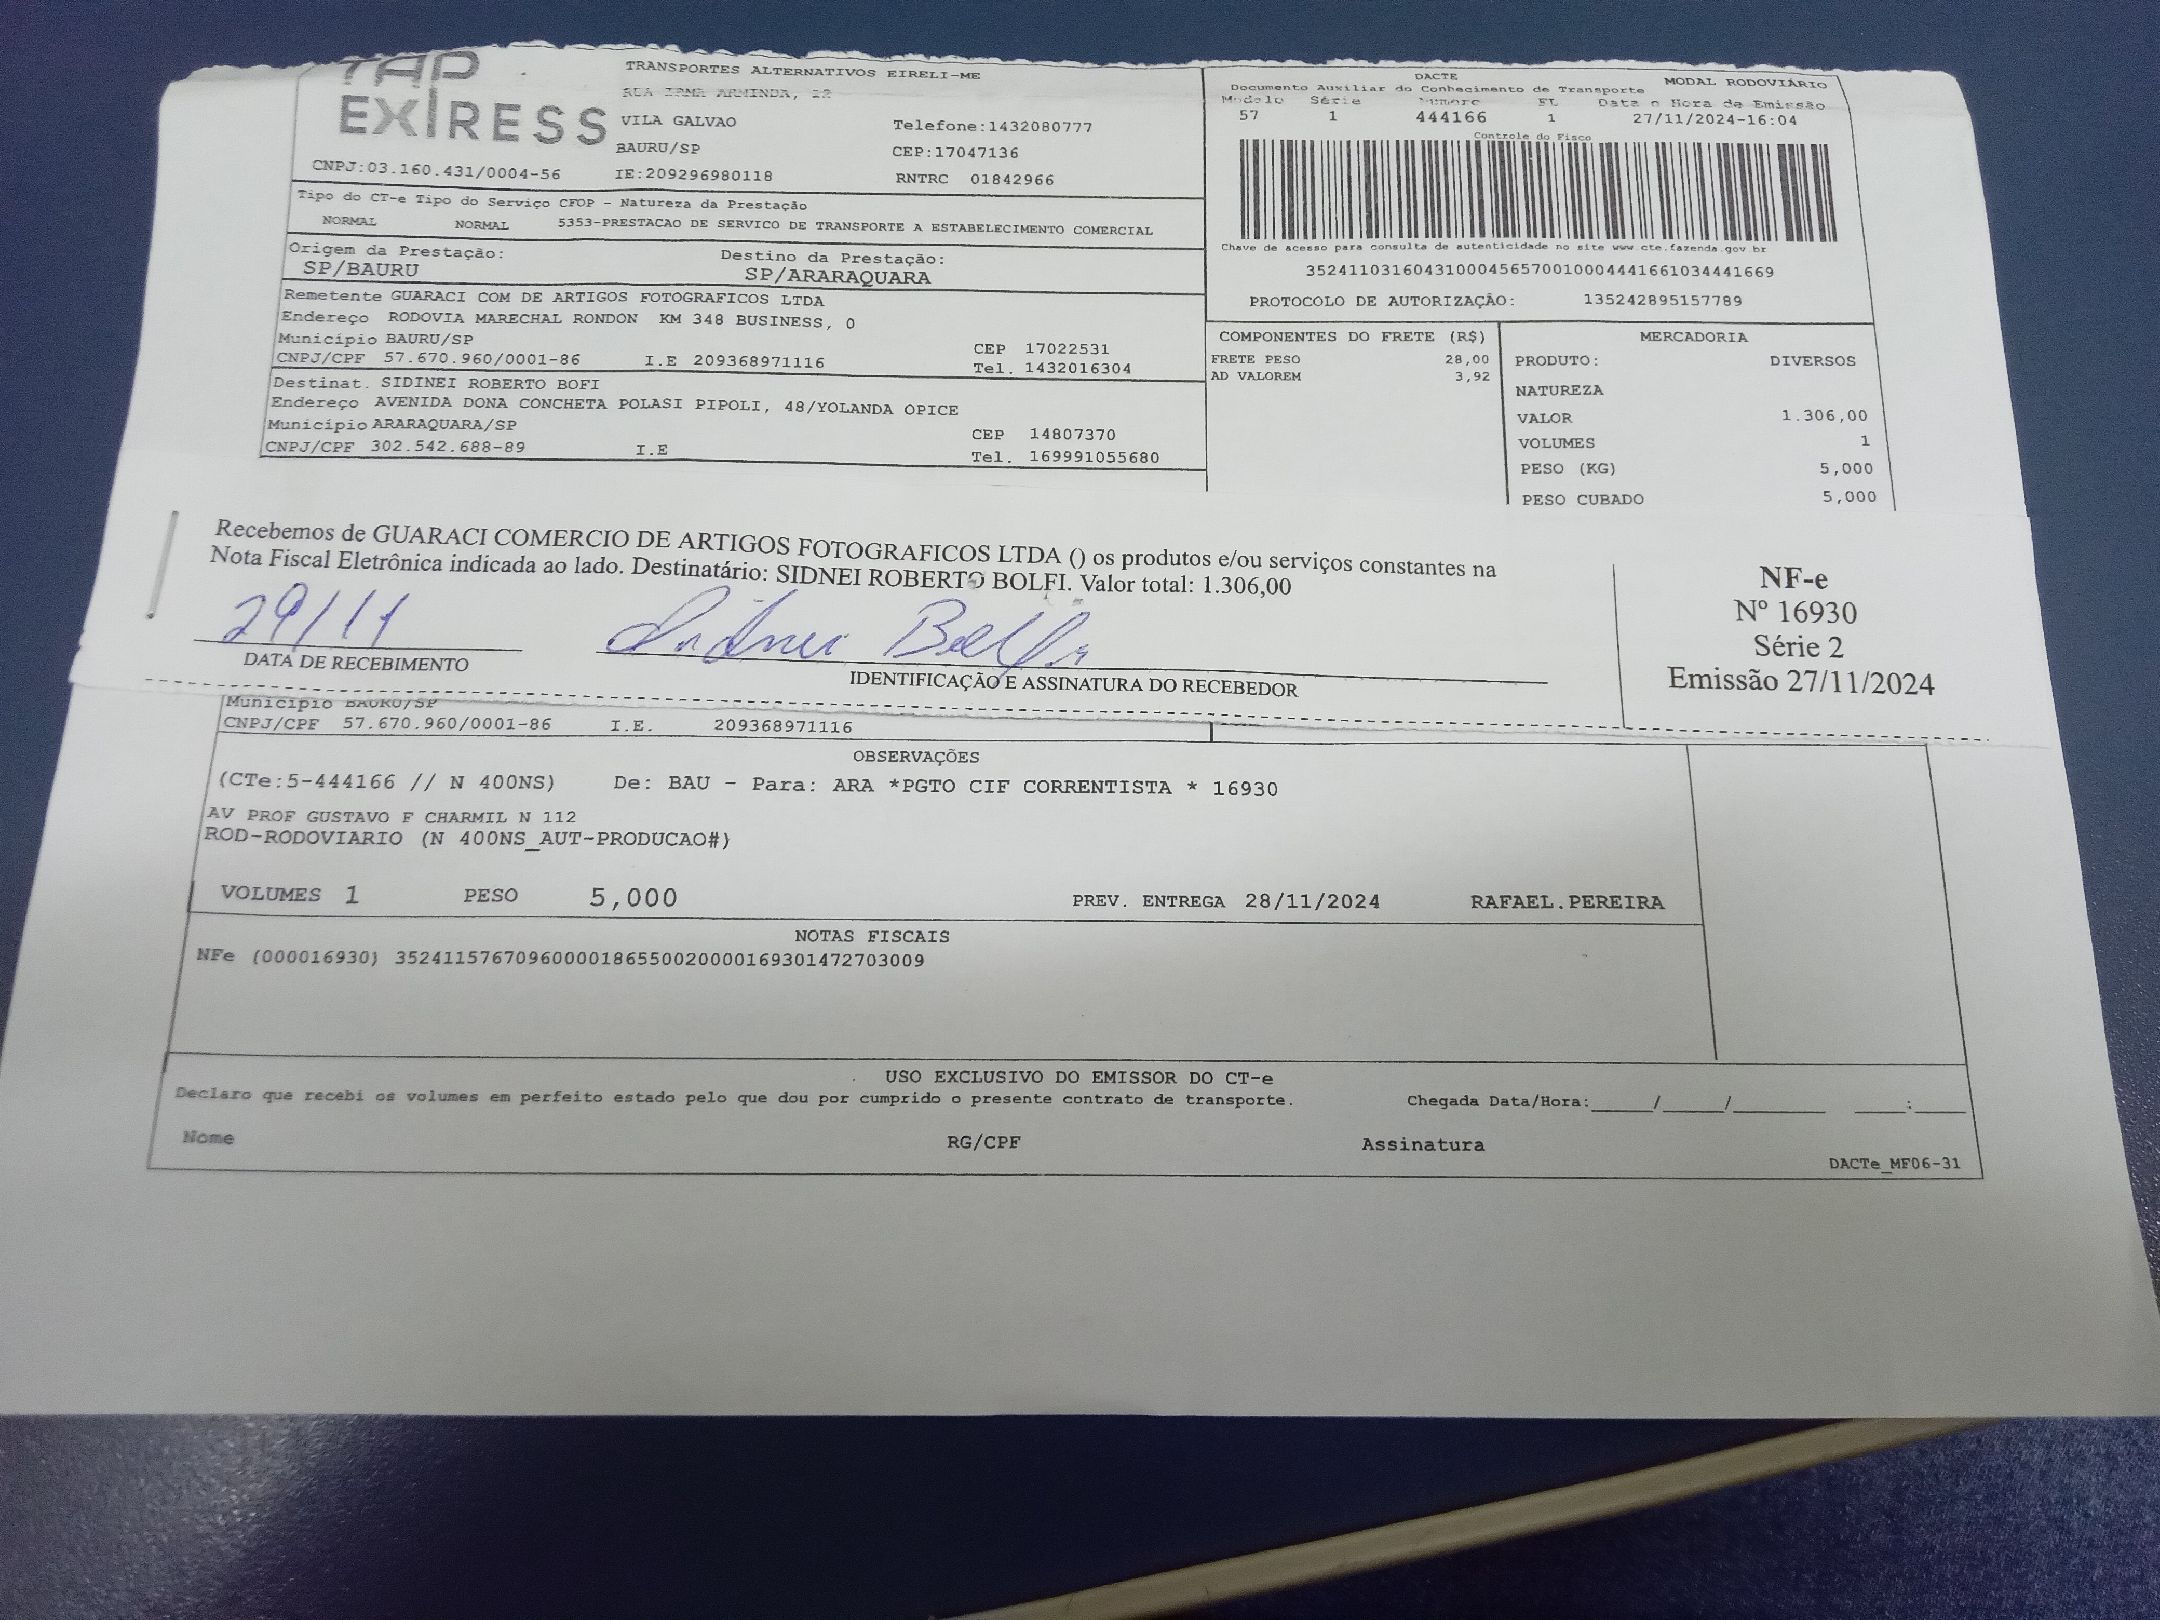 TAP
EXPRESS
TRANSPORTES ALTERNATIVOS EIRELI-ME
RUA IRMA ARMINDA, 12
VILA GALVAO
Telefone:1432080777
BAURU/SP
CEP:17047136
CNPJ:03.160.431/0004-56
IE:209296980118
RNTRC 01842966
DACTE
MODAL RODOVIÁRIO
Documento Auxiliar do Conhecimento de Transporte
Modelo Série Número FL Data e Hora de Emissão
57 1 444166 1 27/11/2024-16:04
Controle do Fisco
Chave de acesso para consulta de autenticidade no site www.cte.fazenda.gov br
35241103160431000456570010004441661034441669
PROTOCOLO DE AUTORIZAÇÃO: 135242895157789
Tipo do CT-e Tipo do Serviço CFOP - Natureza da Prestação
NORMAL NORMAL 5353-PRESTACAO DE SERVICO DE TRANSPORTE A ESTABELECIMENTO COMERCIAL
Origem da Prestação: Destino da Prestação:
SP/BAURU SP/ARARAQUARA
Remetente GUARACI COM DE ARTIGOS FOTOGRAFICOS LTDA
Endereço RODOVIA MARECHAL RONDON KM 348 BUSINESS, 0
Município BAURU/SP CEP 17022531
CNPJ/CPF 57.670.960/0001-86 I.E 209368971116 Tel. 1432016304
Destinat. SIDINEI ROBERTO BOFI
Endereço AVENIDA DONA CONCHETA POLASI PIPOLI, 48/YOLANDA OPICE
Município ARARAQUARA/SP CEP 14807370
CNPJ/CPF 302.542.688-89 I.E Tel. 169991055680
COMPONENTES DO FRETE (R$)
FRETE PESO 28,00
AD VALOREM 3,92
MERCADORIA
PRODUTO: DIVERSOS
NATUREZA
VALOR 1.306,00
VOLUMES 1
PESO (KG) 5,000
PESO CUBADO 5,000
Recebemos de GUARACI COMERCIO DE ARTIGOS FOTOGRAFICOS LTDA () os produtos e/ou serviços constantes na
Nota Fiscal Eletrônica indicada ao lado. Destinatário: SIDNEI ROBERTO BOLFI. Valor total: 1.306,00
29/11 Sidnei Bolfi
DATA DE RECEBIMENTO
IDENTIFICAÇÃO E ASSINATURA DO RECEBEDOR
NF-e
Nº 16930
Série 2
Emissão 27/11/2024
Município BAURU/SP
CNPJ/CPF 57.670.960/0001-86 I.E. 209368971116
OBSERVAÇÕES
(CTe:5-444166 // N 400NS) De: BAU - Para: ARA *PGTO CIF CORRENTISTA * 16930
AV PROF GUSTAVO F CHARMIL N 112
ROD-RODOVIARIO (N 400NS_AUT-PRODUCAO#)
VOLUMES 1 PESO 5,000 PREV. ENTREGA 28/11/2024 RAFAEL.PEREIRA
NOTAS FISCAIS
NFe (000016930) 35241157670960000186550020000169301472703009
USO EXCLUSIVO DO EMISSOR DO CT-e
Declaro que recebi os volumes em perfeito estado pelo que dou por cumprido o presente contrato de transporte. Chegada Data/Hora:_____/_____/_______ ____:____
Nome RG/CPF Assinatura
DACTe_MF06-31